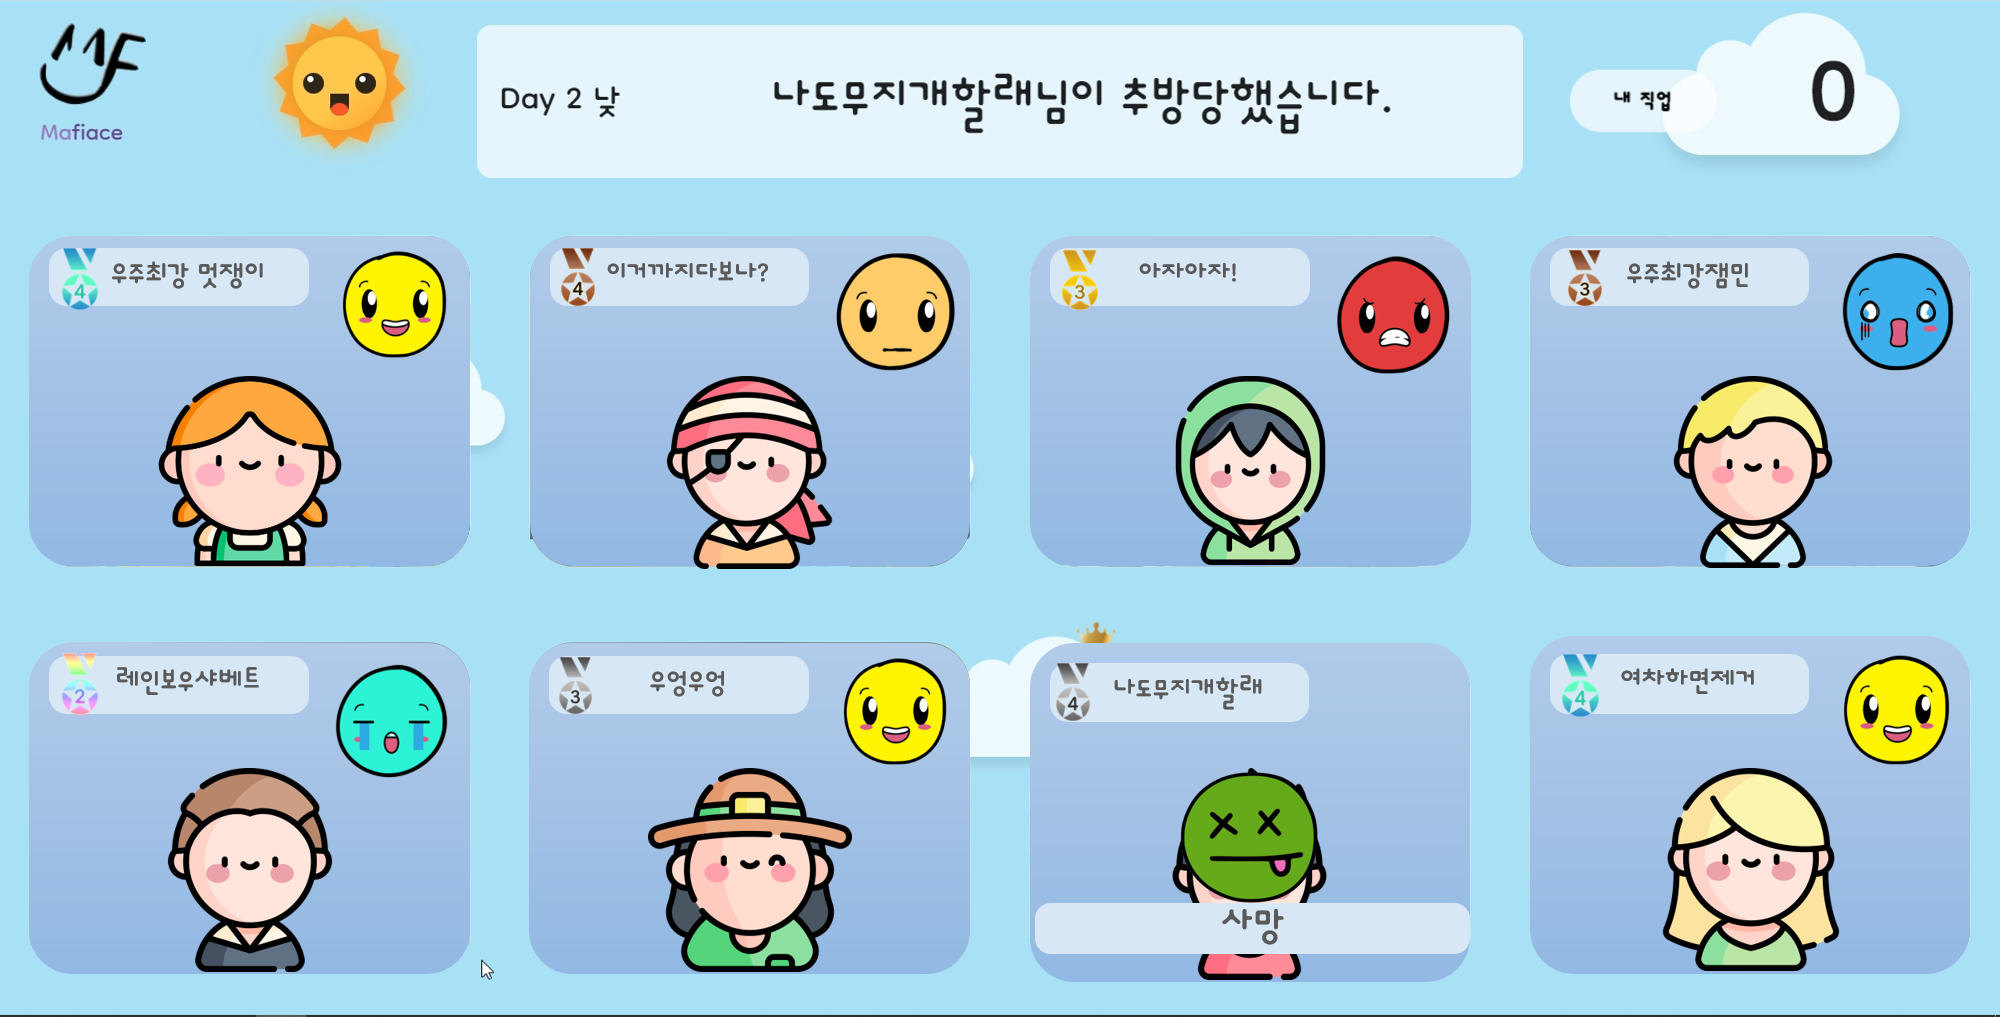 MF
Mafiace
Day 2 낮
나도무지개할래님이 추방당했습니다.
내 직업
0
4 우주최강 멋쟁이
4 이거까지다보나?
3 아자아자!
3 우주최강잼민
2 레인보우샤베트
3 우엉우엉
4 나도무지개할래
4 여차하면제거
사망